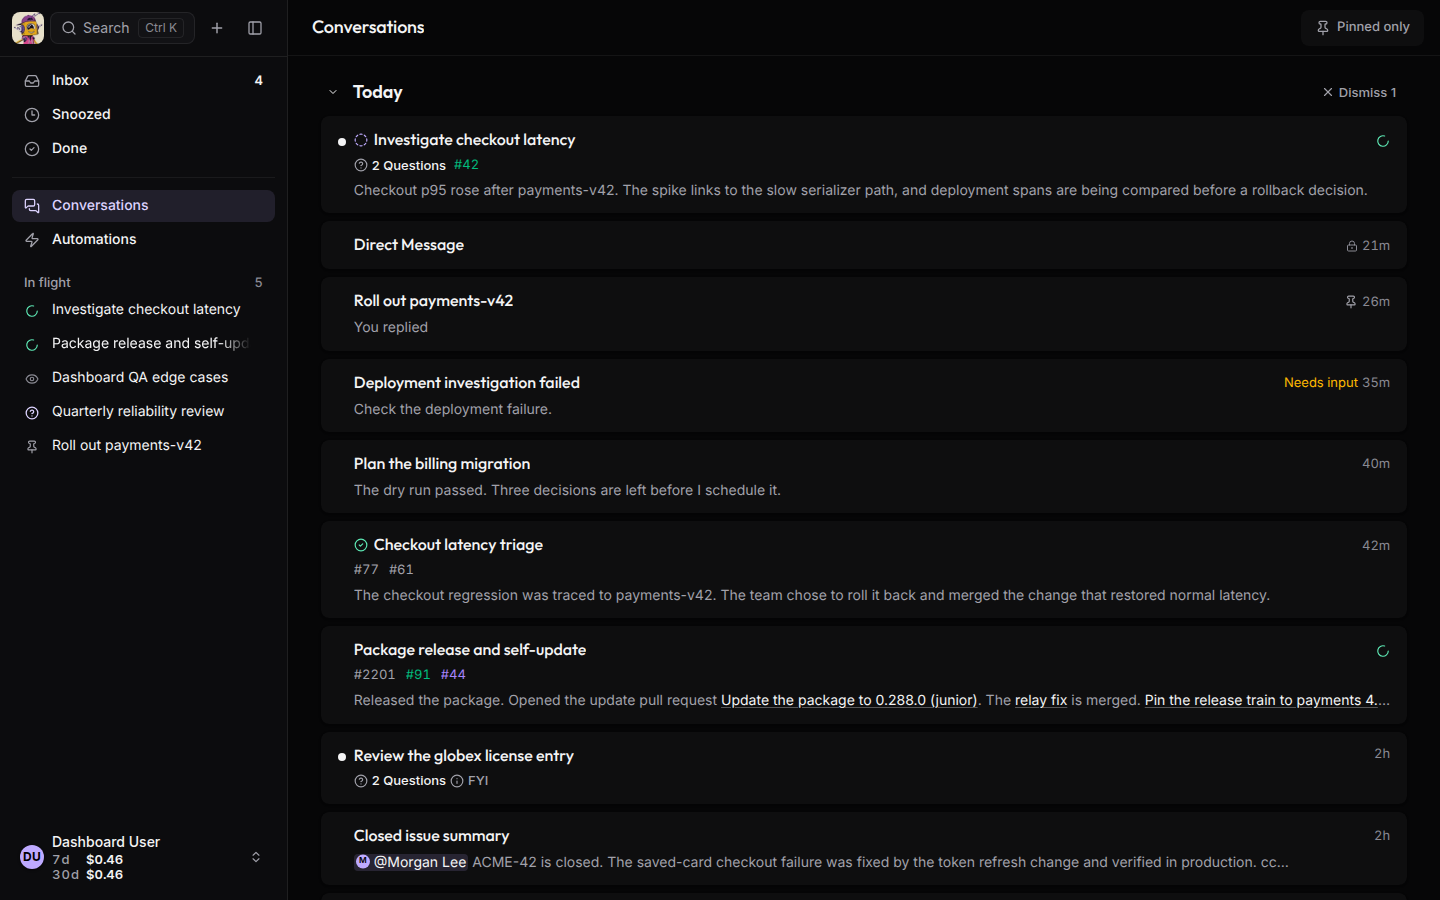 Search Ctrl K
Conversations
Pinned only
Inbox 4
Snoozed
Done
Conversations
Automations
In flight 5
Investigate checkout latency
Package release and self-upd
Dashboard QA edge cases
Quarterly reliability review
Roll out payments-v42
DU
Dashboard User
7d $0.46
30d $0.46
Today
Dismiss 1
Investigate checkout latency
2 Questions #42
Checkout p95 rose after payments-v42. The spike links to the slow serializer path, and deployment spans are being compared before a rollback decision.
Direct Message 21m
Roll out payments-v42 26m
You replied
Deployment investigation failed Needs input 35m
Check the deployment failure.
Plan the billing migration 40m
The dry run passed. Three decisions are left before I schedule it.
Checkout latency triage 42m
#77 #61
The checkout regression was traced to payments-v42. The team chose to roll it back and merged the change that restored normal latency.
Package release and self-update
#2201 #91 #44
Released the package. Opened the update pull request Update the package to 0.288.0 (junior). The relay fix is merged. Pin the release train to payments 4....
Review the globex license entry 2h
2 Questions FYI
Closed issue summary 2h
M @Morgan Lee ACME-42 is closed. The saved-card checkout failure was fixed by the token refresh change and verified in production. cc...